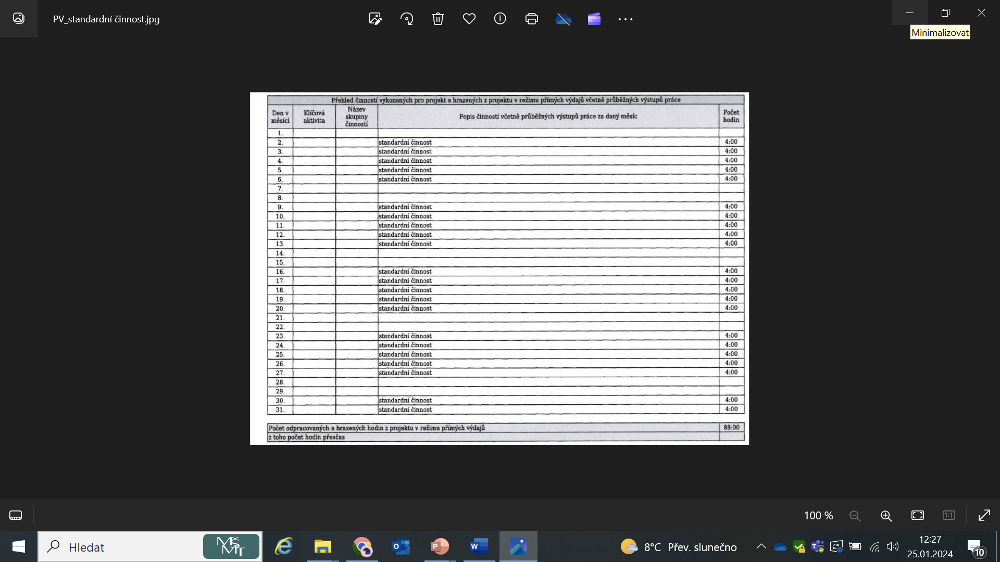 PV_standardní činnost.jpg
Minimalizovat
Přehled činností vykonaných pro projekt a hrazených z projektu v režimu přímých výdajů včetně průběžných výstupů práce
Den v měsíci Klíčová aktivita Název skupiny činností Popis činností včetně průběžných výstupů práce za daný měsíc Počet hodin
1.
2. standardní činnost 4:00
3. standardní činnost 4:00
4. standardní činnost 4:00
5. standardní činnost 4:00
6. standardní činnost 4:00
7.
8.
9. standardní činnost 4:00
10. standardní činnost 4:00
11. standardní činnost 4:00
12. standardní činnost 4:00
13. standardní činnost 4:00
14.
15.
16. standardní činnost 4:00
17. standardní činnost 4:00
18. standardní činnost 4:00
19. standardní činnost 4:00
20. standardní činnost 4:00
21.
22.
23. standardní činnost 4:00
24. standardní činnost 4:00
25. standardní činnost 4:00
26. standardní činnost 4:00
27. standardní činnost 4:00
28.
29.
30. standardní činnost 4:00
31. standardní činnost 4:00
Počet odpracovaných a hrazených hodin z projektu v režimu přímých výdajů 88:00
z toho počet hodin přesčas
100 %
1:1
Hledat
MŠMT
8°C Přev. slunečno
12:27
25.01.2024
10